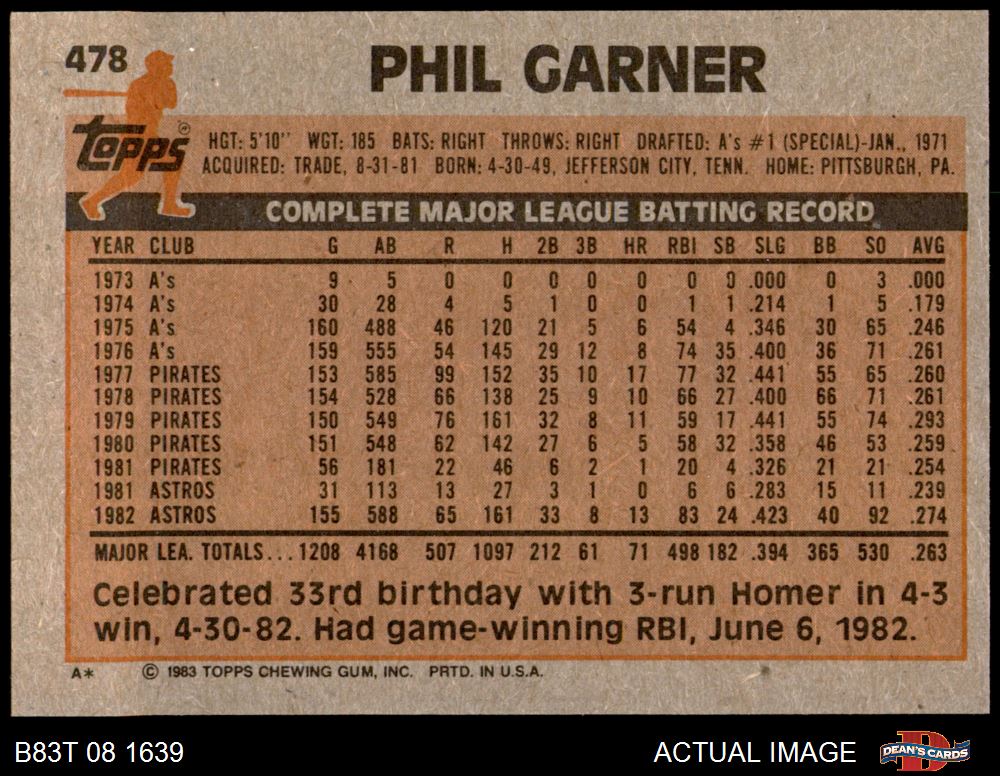 478
PHIL GARNER
Topps®
HGT: 5'10" WGT: 185 BATS: RIGHT THROWS: RIGHT DRAFTED: A's #1 (SPECIAL)-JAN., 1971
ACQUIRED: TRADE, 8-31-81 BORN: 4-30-49, JEFFERSON CITY, TENN. HOME: PITTSBURGH, PA.
COMPLETE MAJOR LEAGUE BATTING RECORD
YEAR CLUB G AB R H 2B 3B HR RBI SB SLG BB SO AVG
1973 A's 9 5 0 0 0 0 0 0 0 .000 0 3 .000
1974 A's 30 28 4 5 1 0 0 1 1 .214 1 5 .179
1975 A's 160 488 46 120 21 5 6 54 4 .346 30 65 .246
1976 A's 159 555 54 145 29 12 8 74 35 .400 36 71 .261
1977 PIRATES 153 585 99 152 35 10 17 77 32 .441 55 65 .260
1978 PIRATES 154 528 66 138 25 9 10 66 27 .400 66 71 .261
1979 PIRATES 150 549 76 161 32 8 11 59 17 .441 55 74 .293
1980 PIRATES 151 548 62 142 27 6 5 58 32 .358 46 53 .259
1981 PIRATES 56 181 22 46 6 2 1 20 4 .326 21 21 .254
1981 ASTROS 31 113 13 27 3 1 0 6 6 .283 15 11 .239
1982 ASTROS 155 588 65 161 33 8 13 83 24 .423 40 92 .274
MAJOR LEA. TOTALS... 1208 4168 507 1097 212 61 71 498 182 .394 365 530 .263
Celebrated 33rd birthday with 3-run Homer in 4-3
win, 4-30-82. Had game-winning RBI, June 6, 1982.
A* © 1983 TOPPS CHEWING GUM, INC. PRTD. IN U.S.A.
B83T 08 1639 ACTUAL IMAGE D DEAN'S CARDS